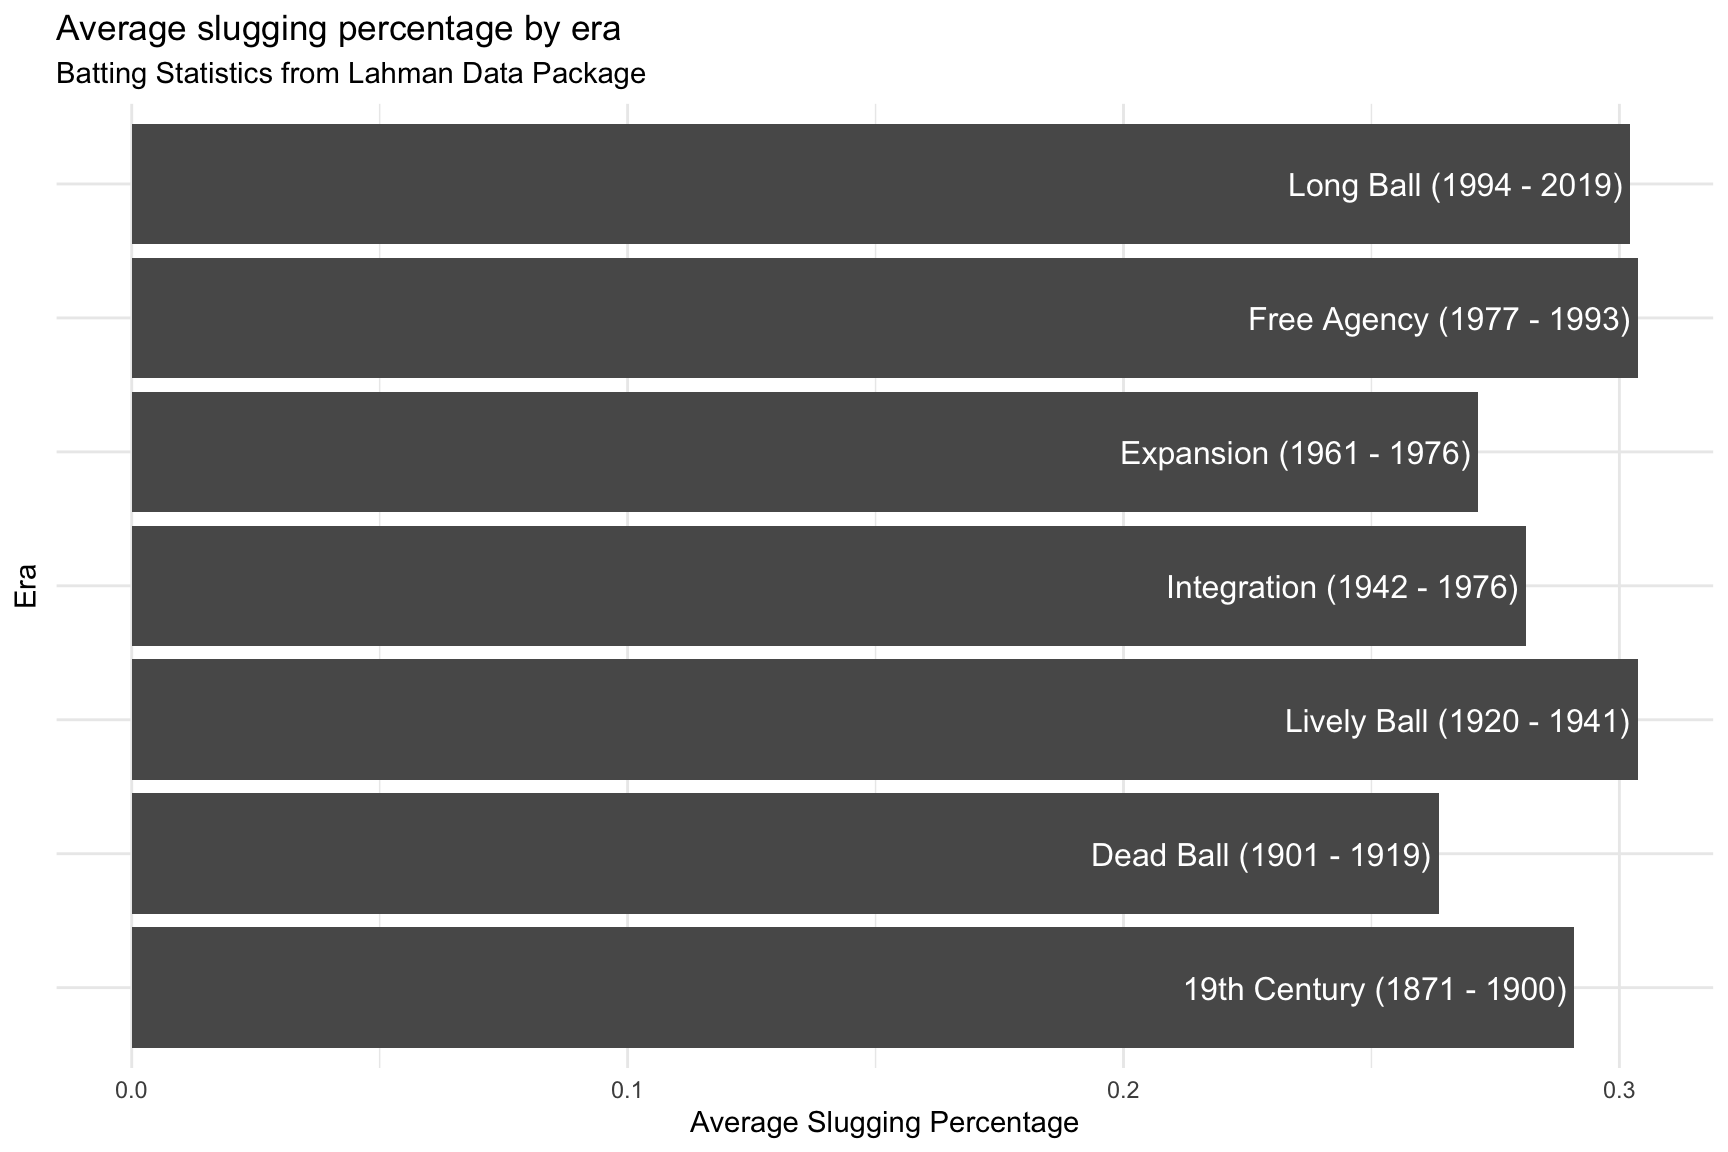 Average slugging percentage by era
Batting Statistics from Lahman Data Package
Long Ball (1994 - 2019)
Free Agency (1977 - 1993)
Expansion (1961 - 1976)
Integration (1942 - 1976)
Lively Ball (1920 - 1941)
Dead Ball (1901 - 1919)
19th Century (1871 - 1900)
Era
0.0 0.1 0.2 0.3
Average Slugging Percentage